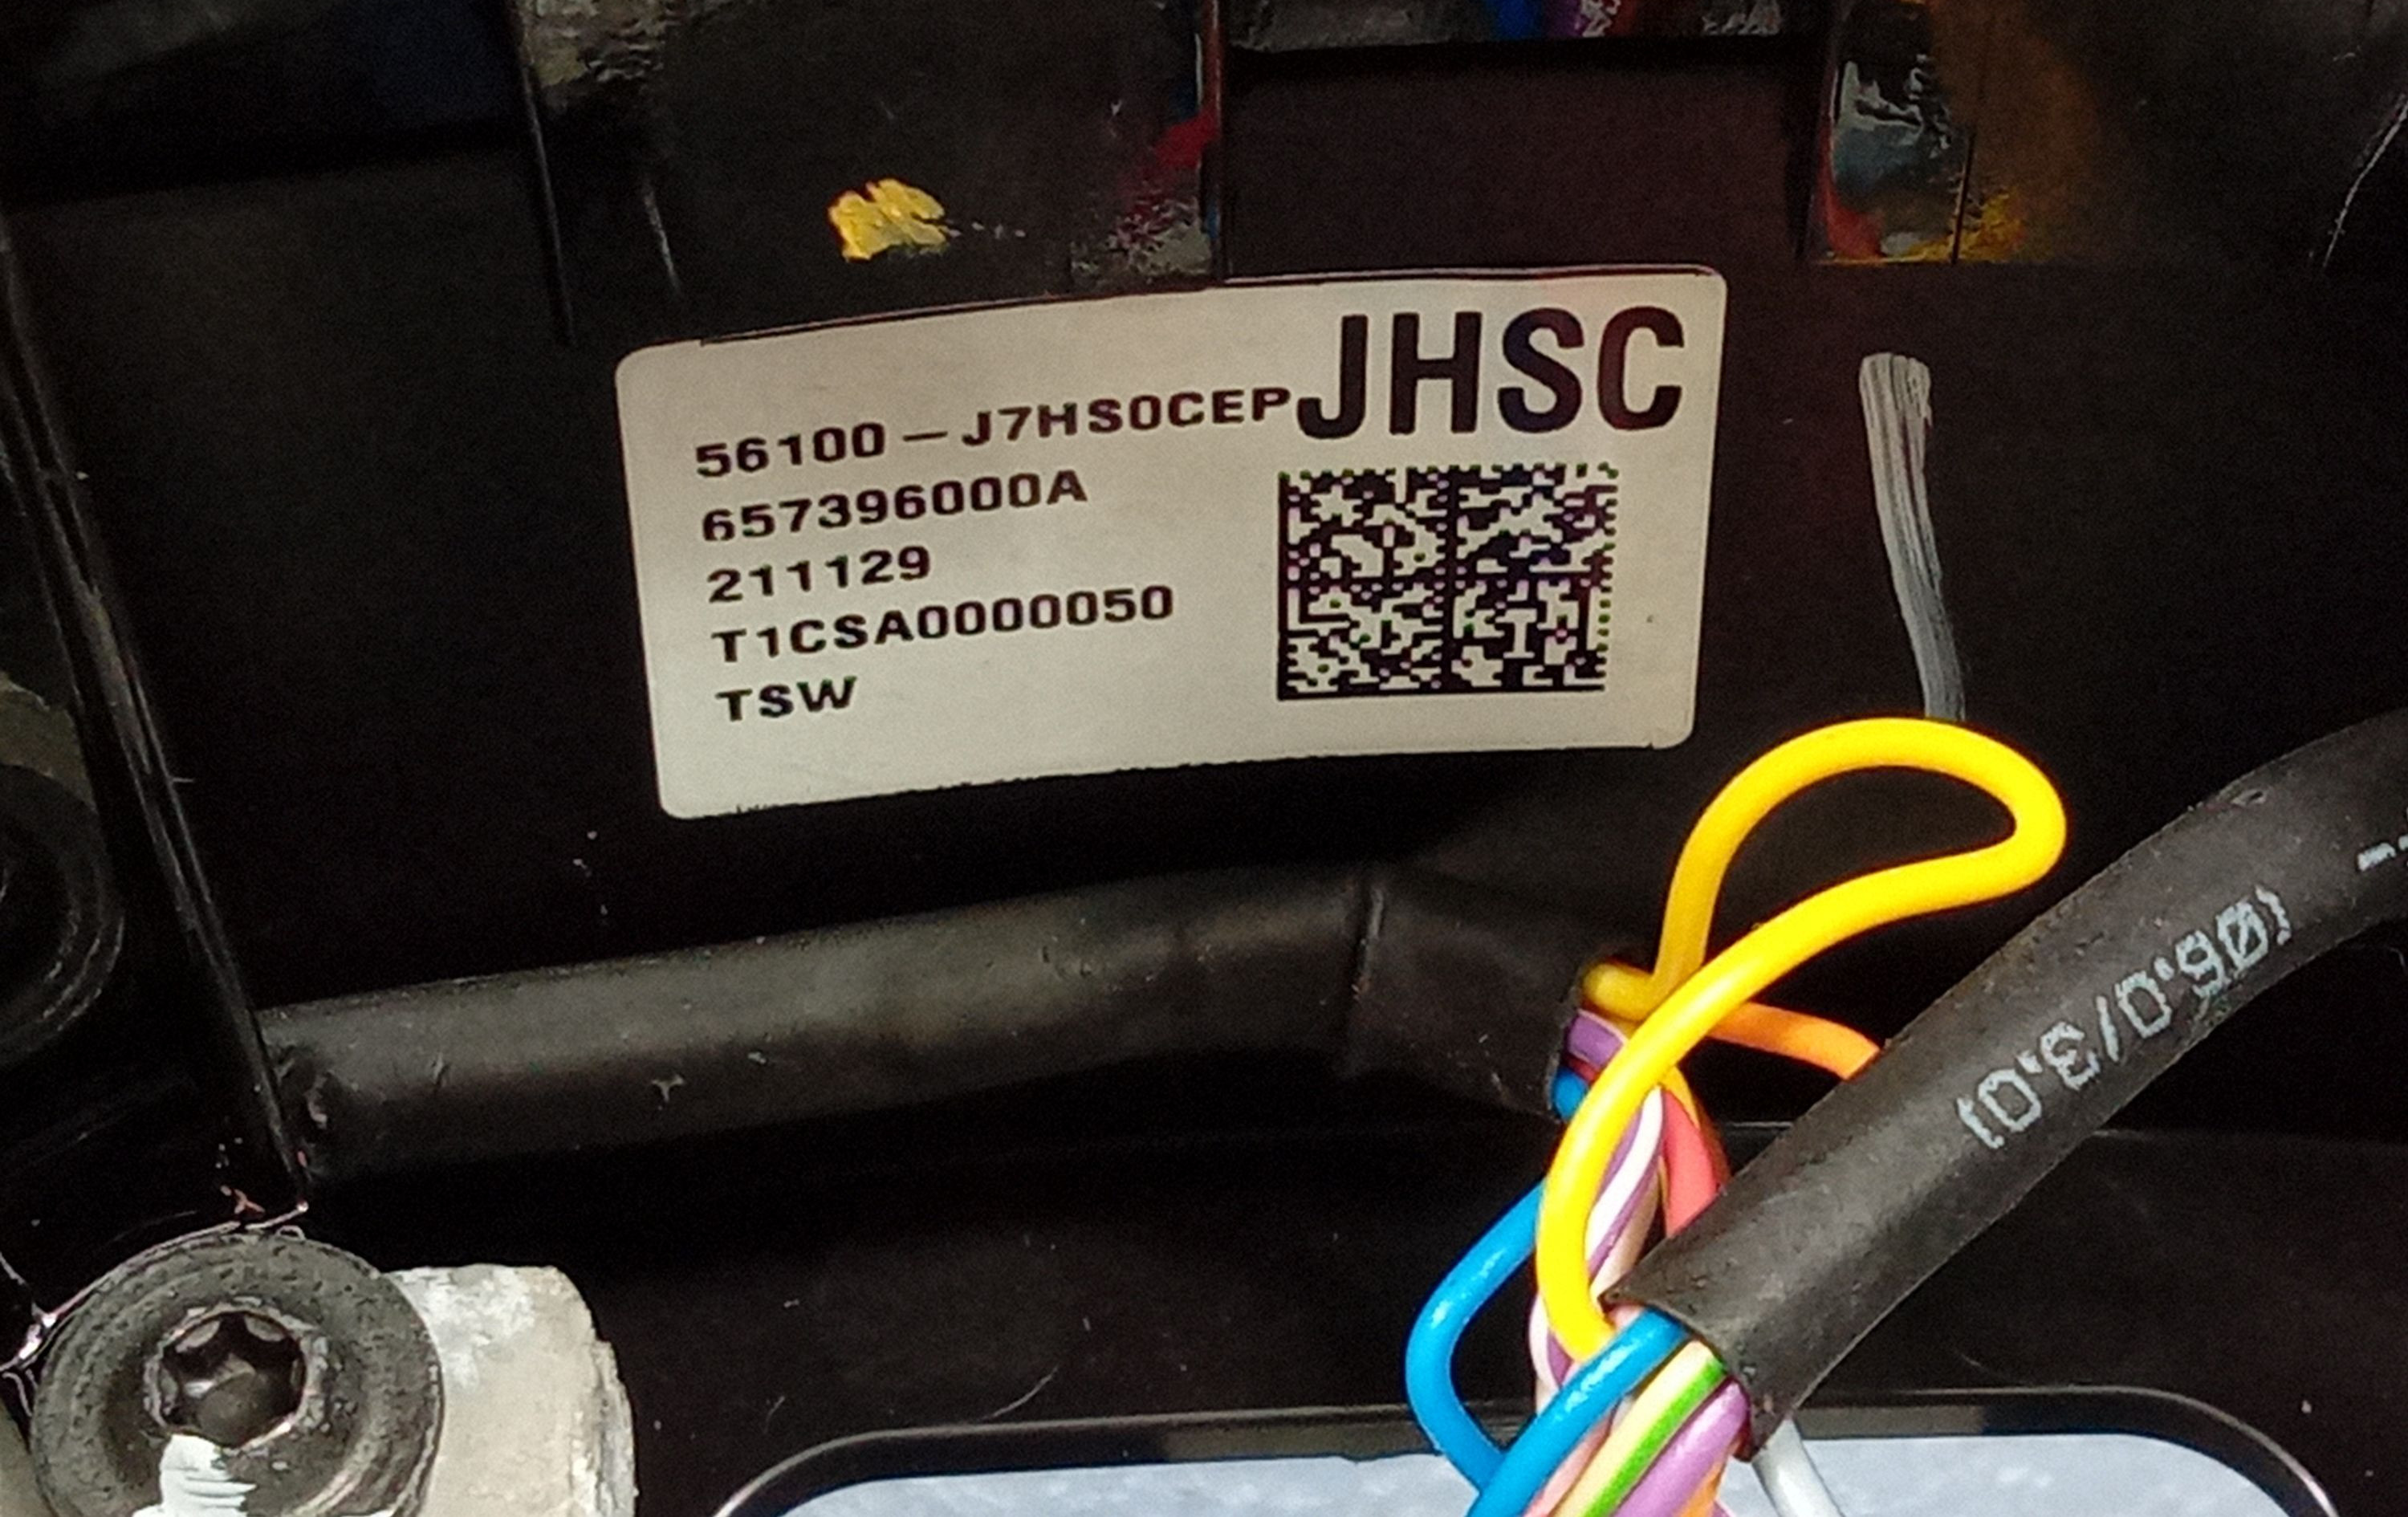 JHSC
56100-J7HS0CEP
657396000A
211129
T1CSA0000050
TSW
(06.0/3.0)